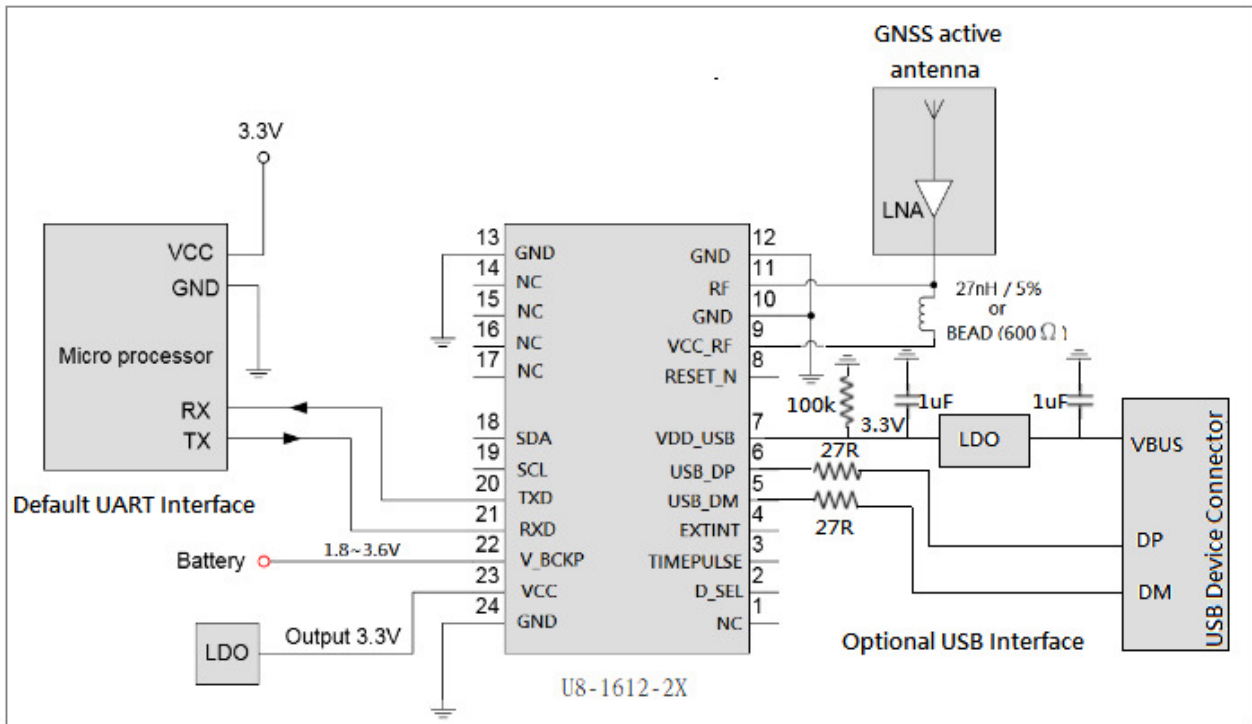 GNSS active
antenna
LNA
3.3V
VCC
GND
Micro processor
RX
TX
Default UART Interface
13
GND
14
NC
15
NC
16
NC
17
NC
18
SDA
19
SCL
20
TXD
21
RXD
22
V_BCKP
23
VCC
24
GND
12
GND
11
RF
10
GND
9
VCC_RF
8
RESET_N
7
VDD_USB
6
USB_DP
5
USB_DM
4
EXTINT
3
TIMEPULSE
2
D_SEL
1
NC
27nH / 5%
or
BEAD (600Ω)
100k
3.3V
1uF
LDO
1uF
27R
27R
VBUS
DP
DM
USB Device Connector
Optional USB Interface
Battery
1.8~3.6V
LDO
Output 3.3V
U8-1612-2X